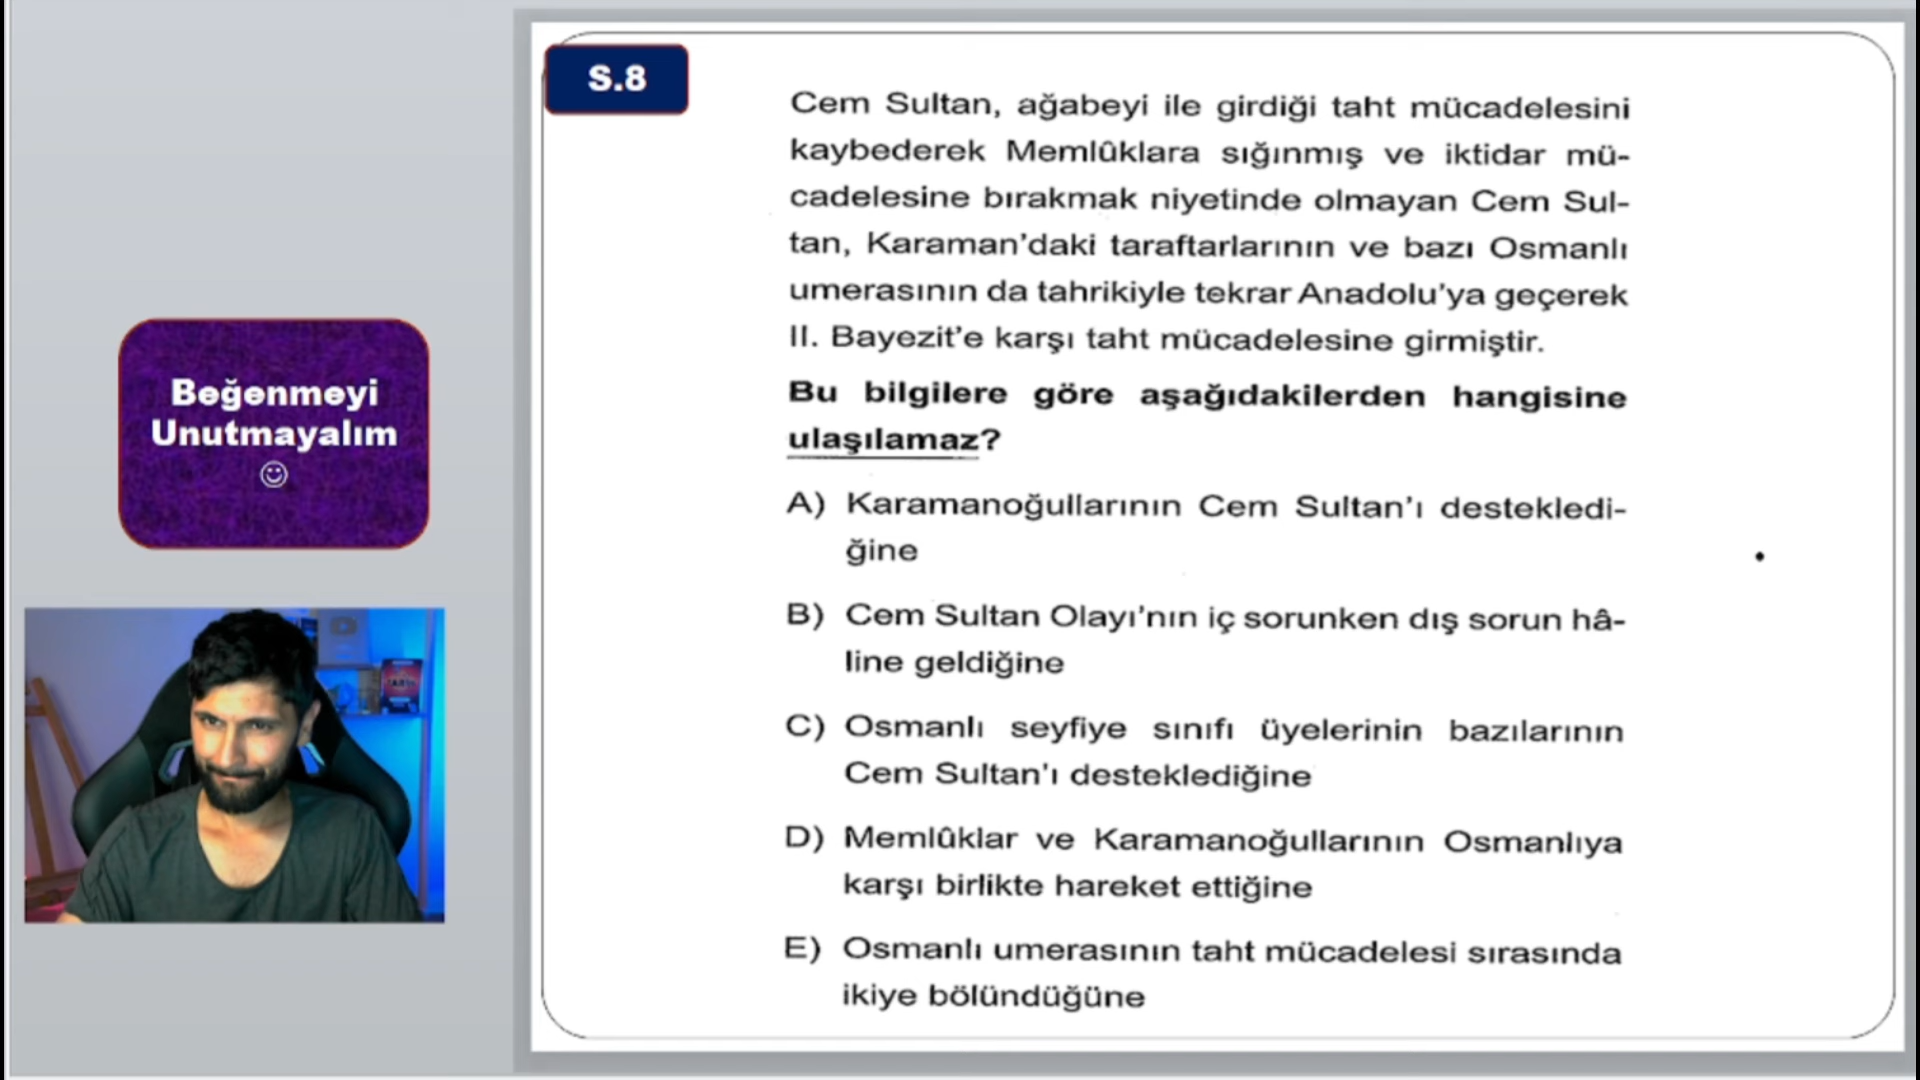 S.8
Cem Sultan, ağabeyi ile girdiği taht mücadelesini
kaybederek Memlûklara sığınmış ve iktidar mü-
cadelesine bırakmak niyetinde olmayan Cem Sul-
tan, Karaman'daki taraftarlarının ve bazı Osmanlı
umerasının da tahrikiyle tekrar Anadolu'ya geçerek
II. Bayezit'e karşı taht mücadelesine girmiştir.
Bu bilgilere göre aşağıdakilerden hangisine
ulaşılamaz?
A) Karamanoğullarının Cem Sultan'ı destekledi-
ğine
B) Cem Sultan Olayı'nın iç sorunken dış sorun hâ-
line geldiğine
C) Osmanlı seyfiye sınıfı üyelerinin bazılarının
Cem Sultan'ı desteklediğine
D) Memlûklar ve Karamanoğullarının Osmanlıya
karşı birlikte hareket ettiğine
E) Osmanlı umerasının taht mücadelesi sırasında
ikiye bölündüğüne
Beğenmeyi
Unutmayalım
☺